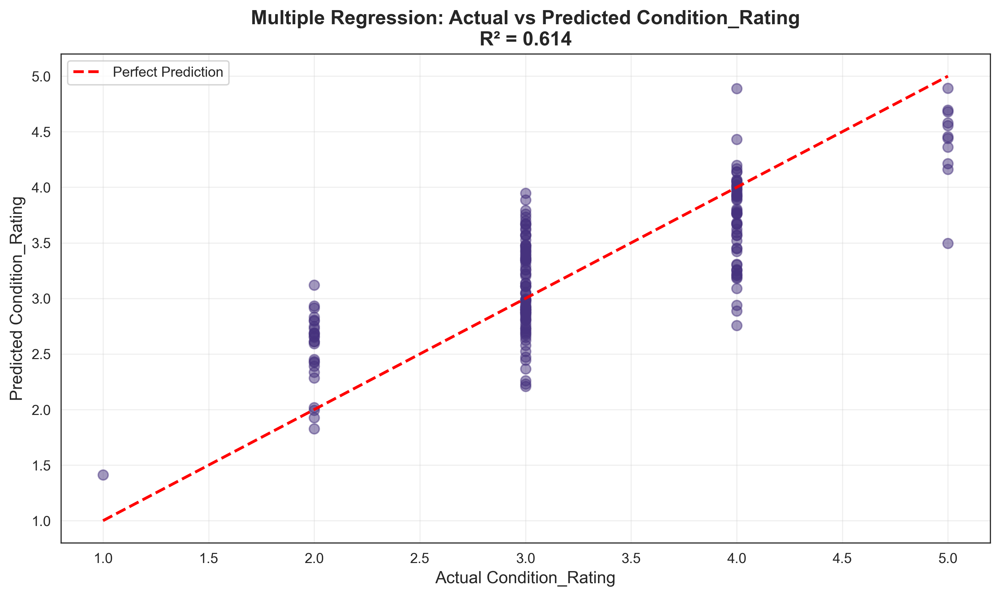 Multiple Regression: Actual vs Predicted Condition_Rating
R² = 0.614
Perfect Prediction
Predicted Condition_Rating
5.0
4.5
4.0
3.5
3.0
2.5
2.0
1.5
1.0
1.0 1.5 2.0 2.5 3.0 3.5 4.0 4.5 5.0
Actual Condition_Rating